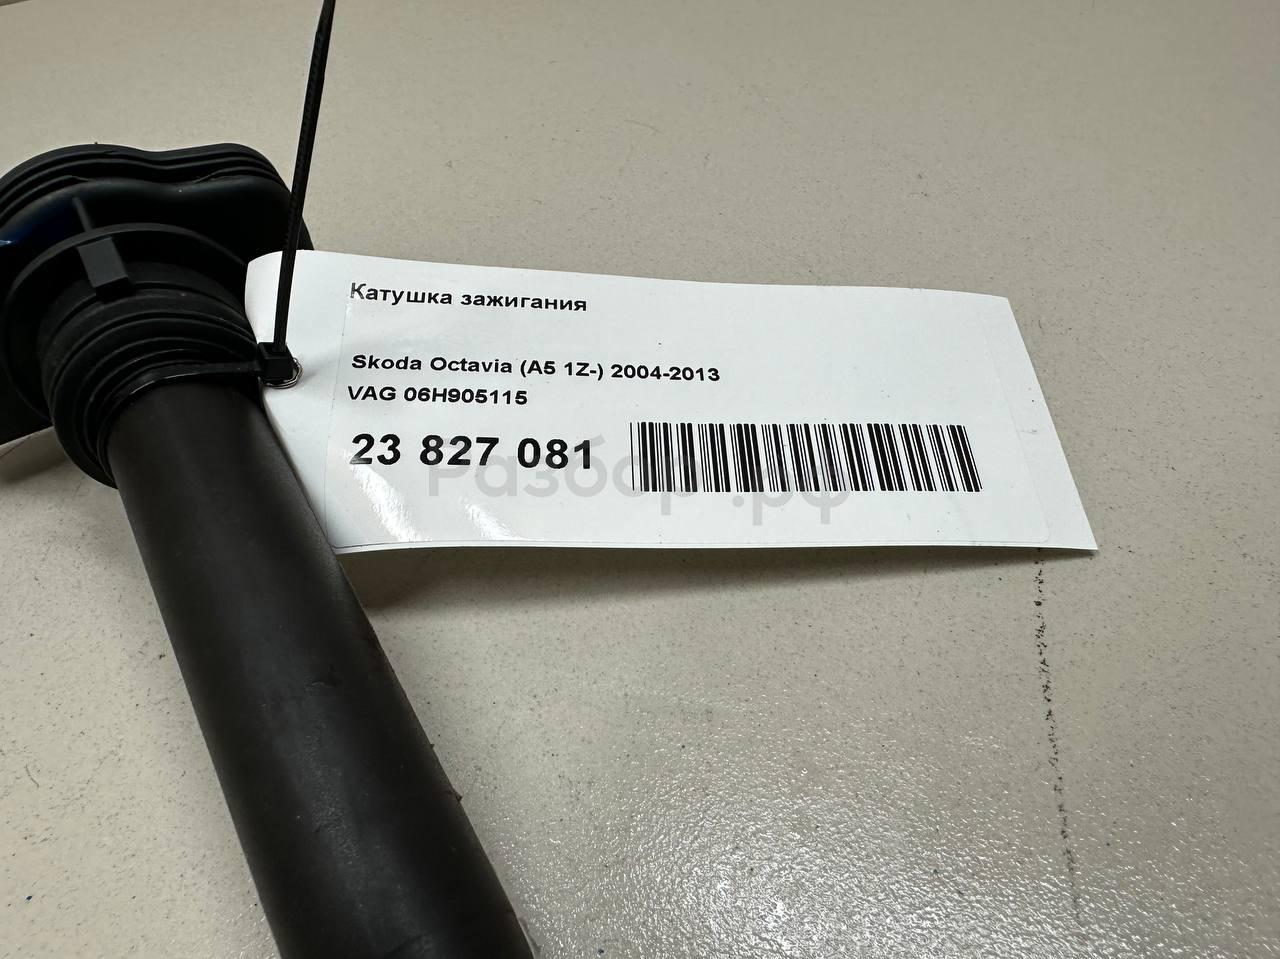 Катушка зажигания
Skoda Octavia (A5 1Z-) 2004-2013
VAG 06H905115
23 827 081
Разбор.рф